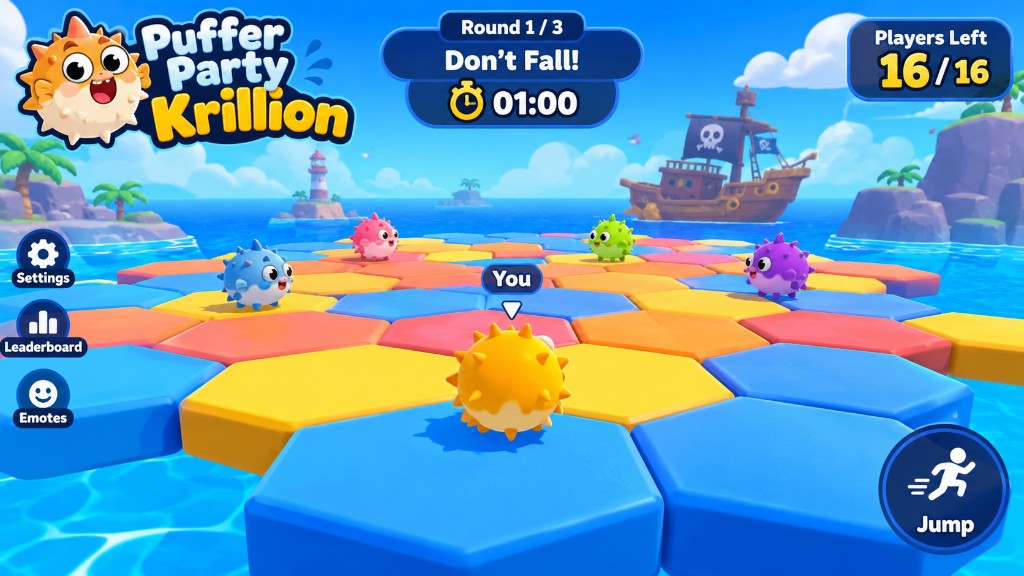 Puffer
Party
Krillion
Round 1 / 3
Don't Fall!
01:00
Players Left
16 / 16
Settings
Leaderboard
Emotes
You
Jump